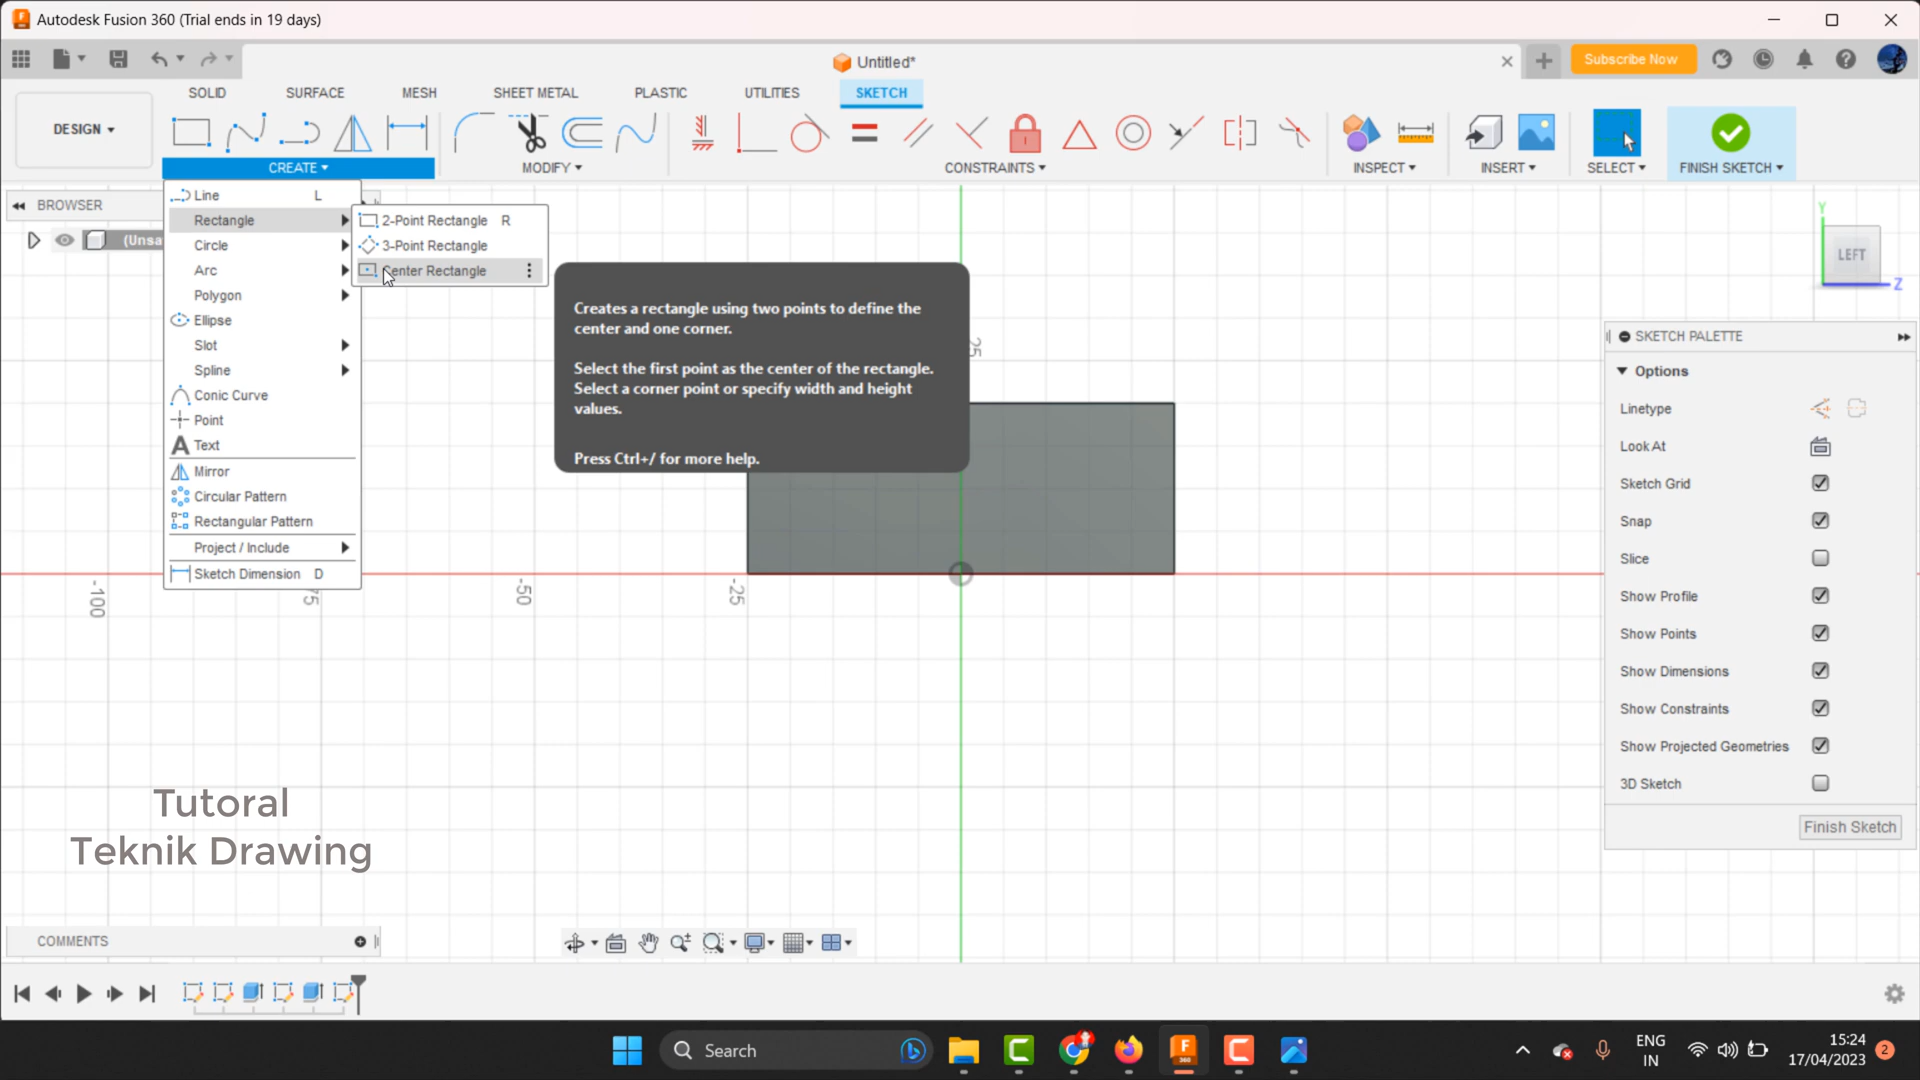 Autodesk Fusion 360 (Trial ends in 19 days)
Untitled*
Subscribe Now
DESIGN
SOLID
SURFACE
MESH
SHEET METAL
PLASTIC
UTILITIES
SKETCH
CREATE
MODIFY
CONSTRAINTS
INSPECT
INSERT
SELECT
FINISH SKETCH
BROWSER
(Unsa
Line L
Rectangle
Circle
Arc
Polygon
Ellipse
Slot
Spline
Conic Curve
Point
Text
Mirror
Circular Pattern
Rectangular Pattern
Project / Include
Sketch Dimension D
2-Point Rectangle R
3-Point Rectangle
Center Rectangle
Creates a rectangle using two points to define the
center and one corner.
Select the first point as the center of the rectangle.
Select a corner point or specify width and height
values.
Press Ctrl+/ for more help.
25
-100
75
-50
-25
Y
LEFT
Z
SKETCH PALETTE
Options
Linetype
Look At
Sketch Grid
Snap
Slice
Show Profile
Show Points
Show Dimensions
Show Constraints
Show Projected Geometries
3D Sketch
Finish Sketch
Tutoral
Teknik Drawing
COMMENTS
Search
ENG
IN
15:24
17/04/2023
2